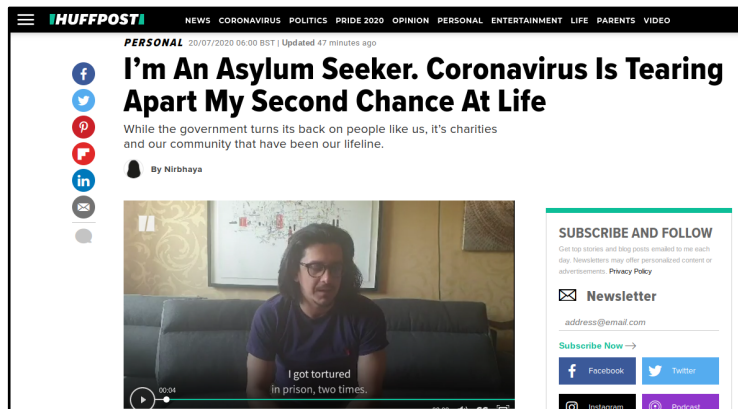 HUFFPOST
NEWS CORONAVIRUS POLITICS PRIDE 2020 OPINION PERSONAL ENTERTAINMENT LIFE PARENTS VIDEO
PERSONAL 20/07/2020 06:00 BST | Updated 47 minutes ago
I'm An Asylum Seeker. Coronavirus Is Tearing
Apart My Second Chance At Life
While the government turns its back on people like us, it's charities
and our community that have been our lifeline.
By Nirbhaya
I got tortured
in prison, two times.
00:04
SUBSCRIBE AND FOLLOW
Get top stories and blog posts emailed to me each
day. Newsletters may offer personalized content or
advertisements. Privacy Policy
Newsletter
address@email.com
Subscribe Now
Facebook
Twitter
Instagram
Podcast